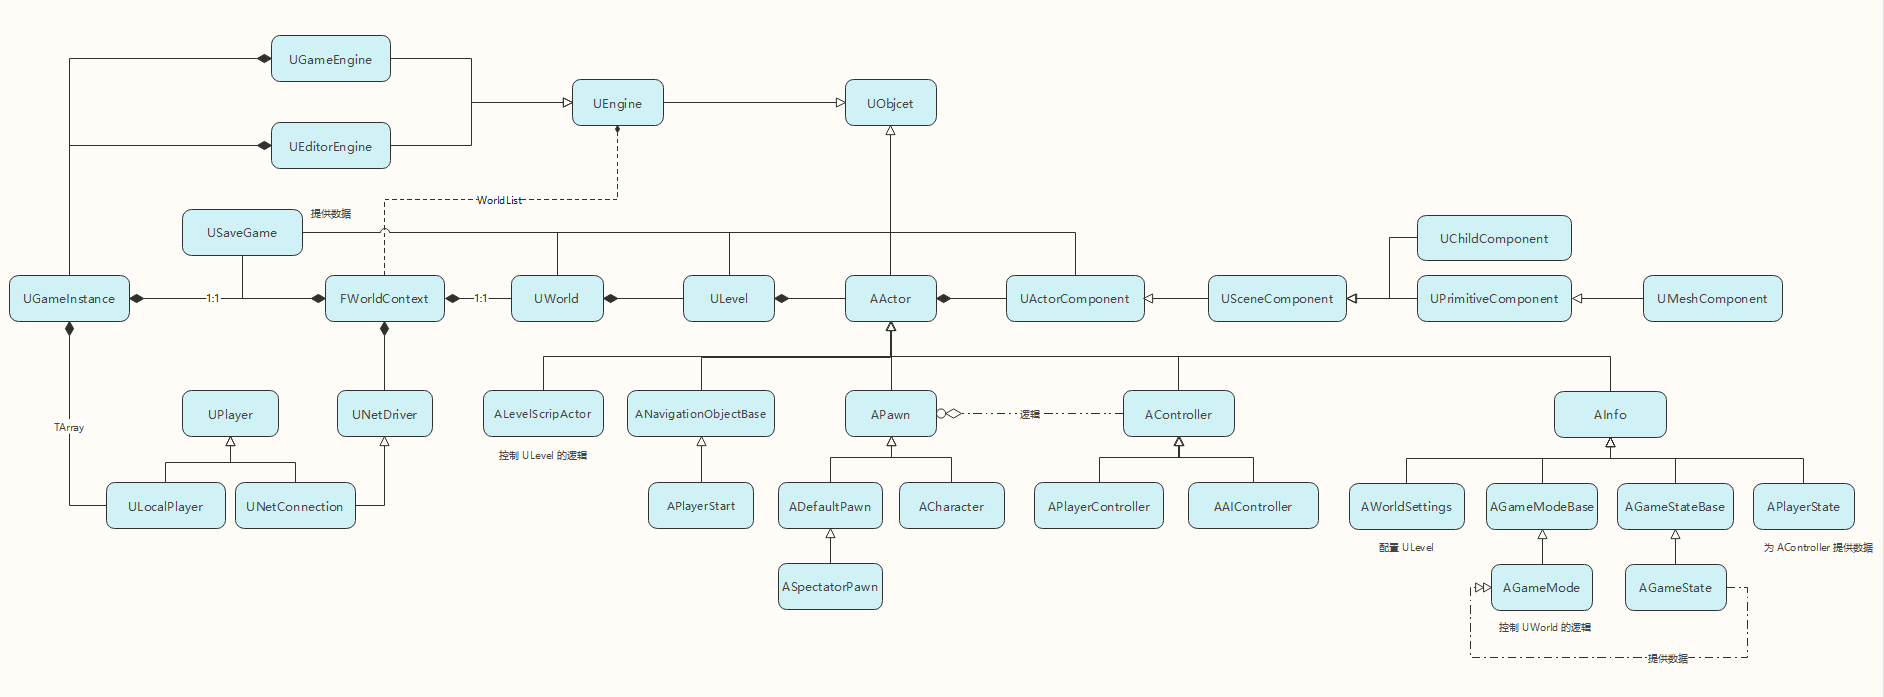 UGameEngine
UEngine
UObjcet
UEditorEngine
WorldList
提供数据
USaveGame
UChildComponent
UGameInstance
1:1
FWorldContext
1:1
UWorld
ULevel
AActor
UActorComponent
USceneComponent
UPrimitiveComponent
UMeshComponent
TArray
UPlayer
UNetDriver
ALevelScripActor
ANavigationObjectBase
APawn
逻辑
AController
AInfo
控制 ULevel 的逻辑
ULocalPlayer
UNetConnection
APlayerStart
ADefaultPawn
ACharacter
APlayerController
AAIController
AWorldSettings
AGameModeBase
AGameStateBase
APlayerState
配置 ULevel
为 AController 提供数据
ASpectatorPawn
AGameMode
AGameState
控制 UWorld 的逻辑
提供数据